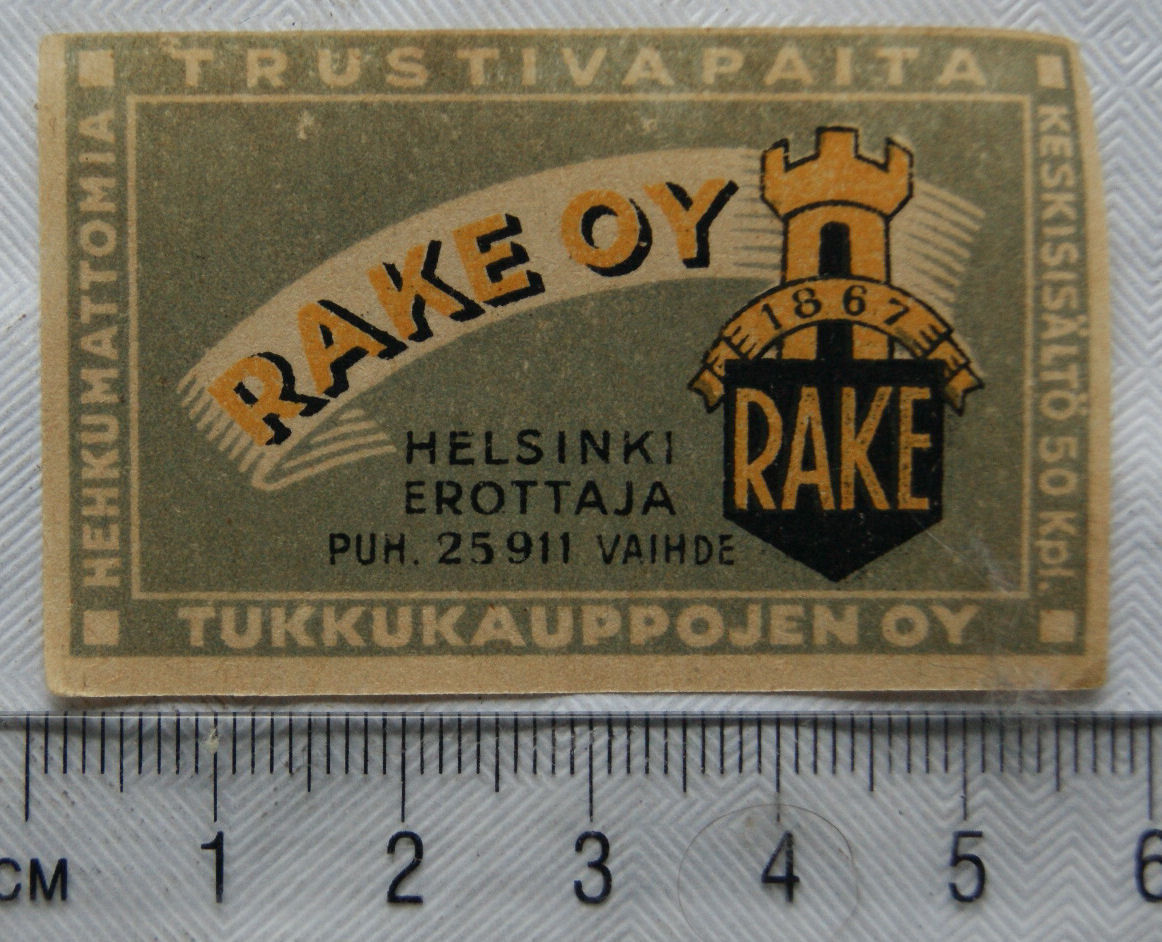 TRUSTIVAPAITA
HEHKUMATTOMIA
KESKISISÄLTÖ 50 Kpl.
RAKE OY
1867
RAKE
HELSINKI
EROTTAJA
PUH. 25911 VAIHDE
TUKKUKAUPPOJEN OY
CM 1 2 3 4 5 6